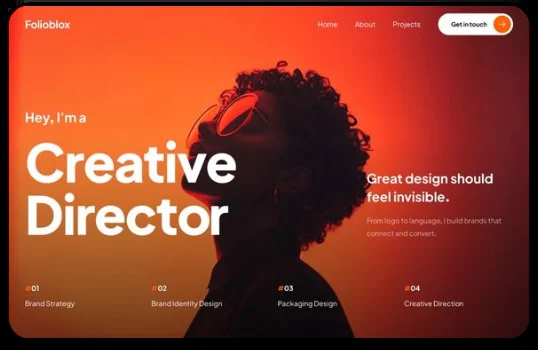 Folioblox
Home
About
Projects
Get in touch
Hey, I'm a
Creative
Director
Great design should
feel invisible.
From logo to language, I build brands that
connect and convert.
#01
Brand Strategy
#02
Brand Identity Design
#03
Packaging Design
#04
Creative Direction